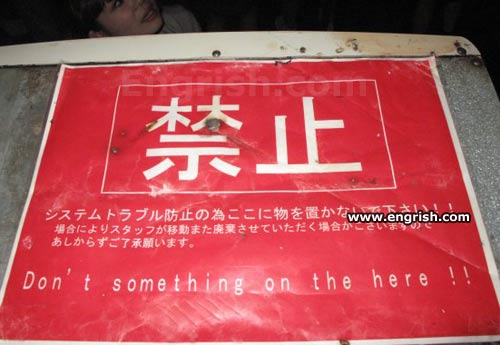 Engrish.com
禁止
システムトラブル防止の為ここに物を置かないで下さい！！
www.engrish.com
場合によりスタッフが移動また廃棄させていただく場合がございますので
あしからずご了承願います。
Don't something on the here !!
www.engrish.com